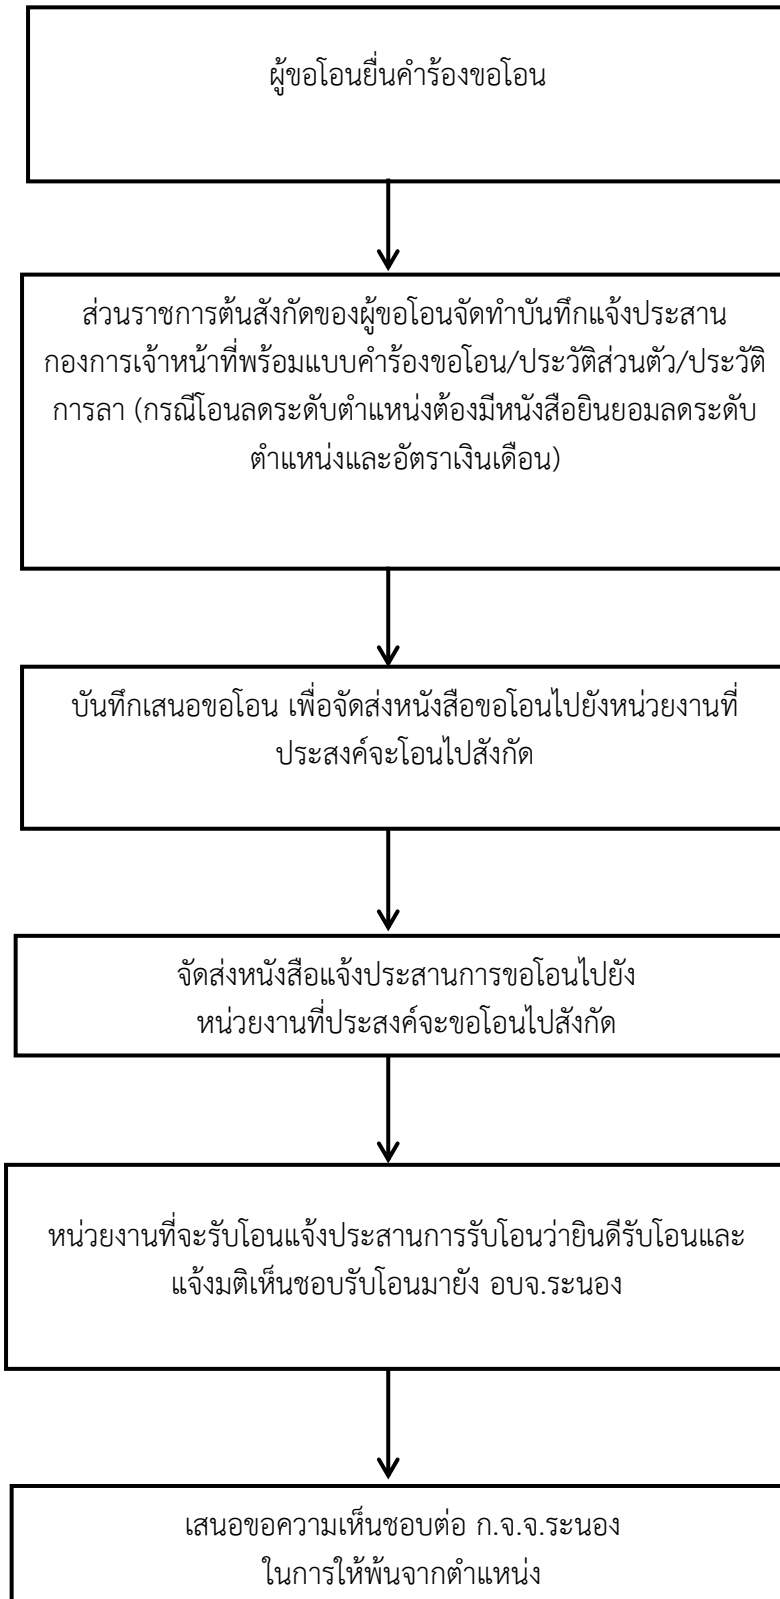 ผู้ขอโอนยื่นคำร้องขอโอน
ส่วนราชการต้นสังกัดของผู้ขอโอนจัดทำบันทึกแจ้งประสาน
กองการเจ้าหน้าที่พร้อมแบบคำร้องขอโอน/ประวัติส่วนตัว/ประวัติ
การลา (กรณีโอนลดระดับตำแหน่งต้องมีหนังสือยินยอมลดระดับ
ตำแหน่งและอัตราเงินเดือน)
บันทึกเสนอขอโอน เพื่อจัดส่งหนังสือขอโอนไปยังหน่วยงานที่
ประสงค์จะโอนไปสังกัด
จัดส่งหนังสือแจ้งประสานการขอโอนไปยัง
หน่วยงานที่ประสงค์จะขอโอนไปสังกัด
หน่วยงานที่จะรับโอนแจ้งประสานการรับโอนว่ายินดีรับโอนและ
แจ้งมติเห็นชอบรับโอนมายัง อบจ.ระนอง
เสนอขอความเห็นชอบต่อ ก.จ.จ.ระนอง
ในการให้พ้นจากตำแหน่ง